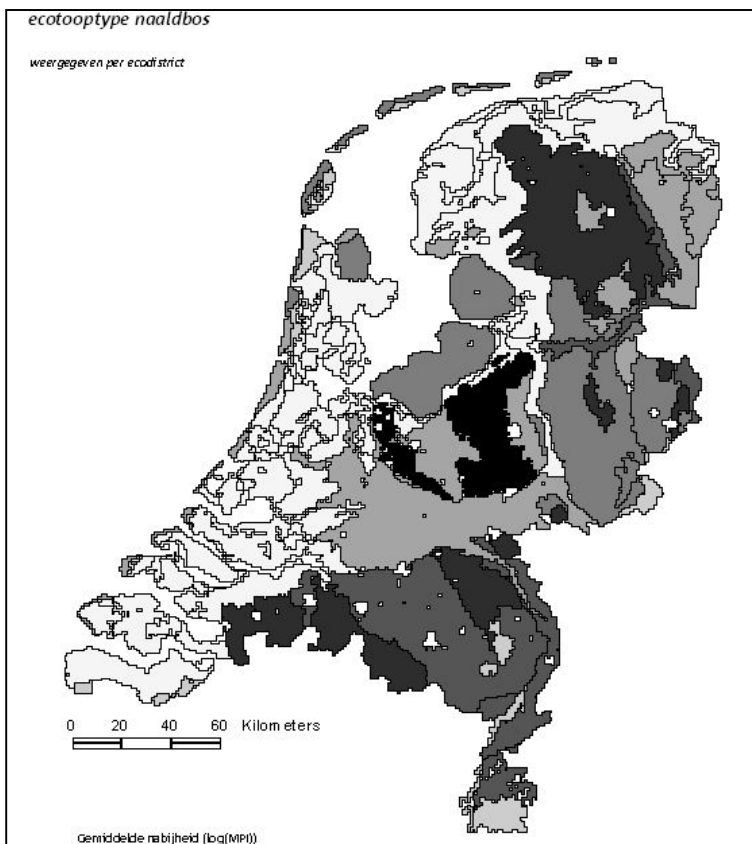 ecotooptype naaldbos
weergegeven per ecodistrict
0 20 40 60 Kilometers
Gemiddelde nabijheid (log(MPI))